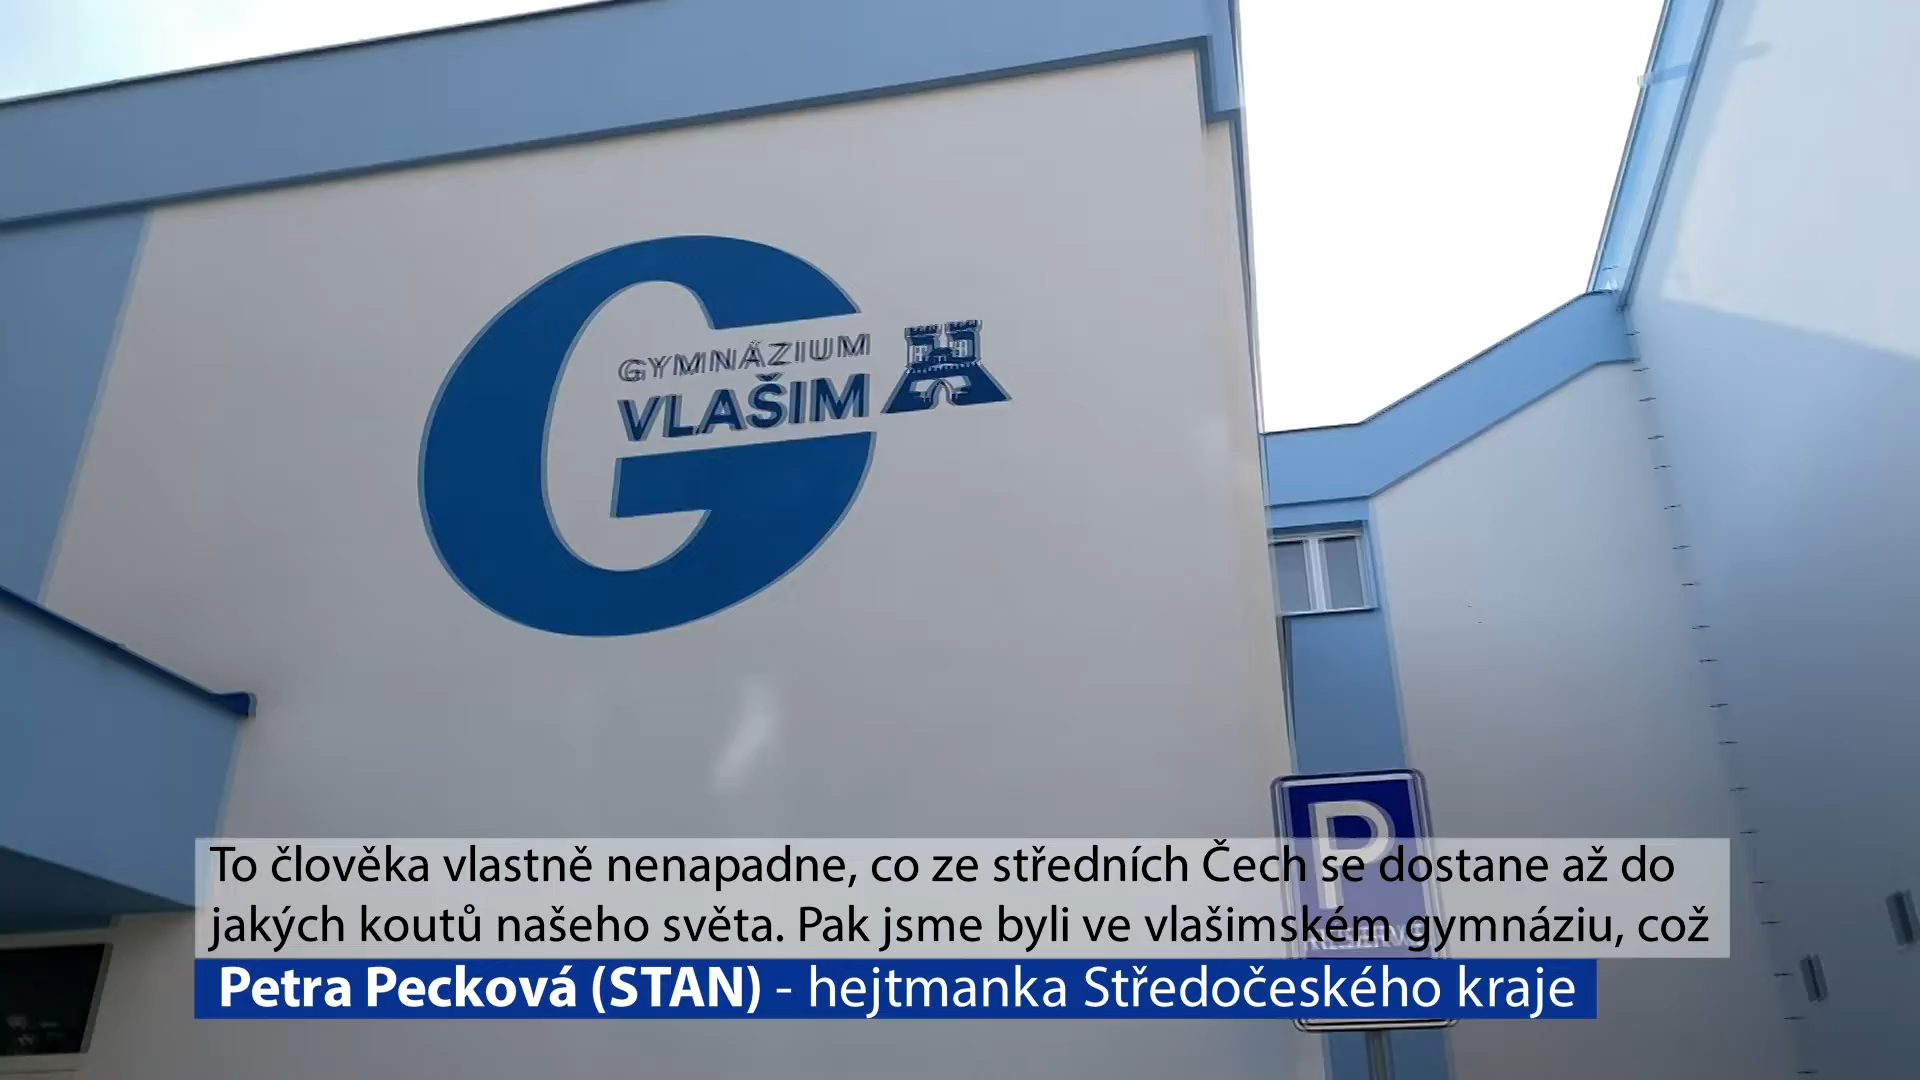 GYMNÁZIUM
VLAŠIM
P
To člověka vlastně nenapadne, co ze středních Čech se dostane až do
jakých koutů našeho světa. Pak jsme byli ve vlašimském gymnáziu, což
Petra Pecková (STAN) - hejtmanka Středočeského kraje